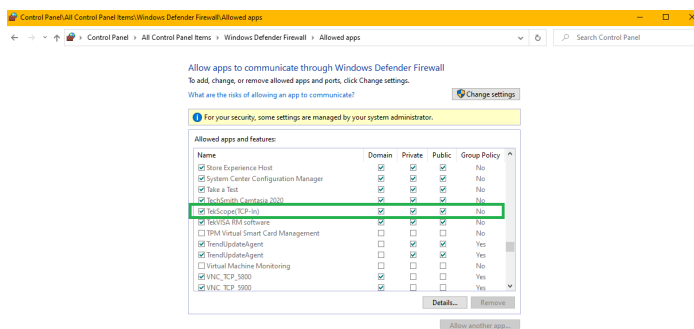 Control Panel\All Control Panel Items\Windows Defender Firewall\Allowed apps
Control Panel > All Control Panel Items > Windows Defender Firewall > Allowed apps
Search Control Panel
Allow apps to communicate through Windows Defender Firewall
To add, change, or remove allowed apps and ports, click Change settings.
What are the risks of allowing an app to communicate?
Change settings
For your security, some settings are managed by your system administrator.
Allowed apps and features:
Name Domain Private Public Group Policy
Store Experience Host No
System Center Configuration Manager No
Take a Test No
TechSmith Camtasia 2020 No
TekScope(TCP-In) No
TekVISA RM software No
TPM Virtual Smart Card Management No
TrendUpdateAgent Yes
TrendUpdateAgent Yes
Virtual Machine Monitoring No
VNC_TCP_5800 Yes
VNC_TCP_5900 Yes
Details... Remove
Allow another app...